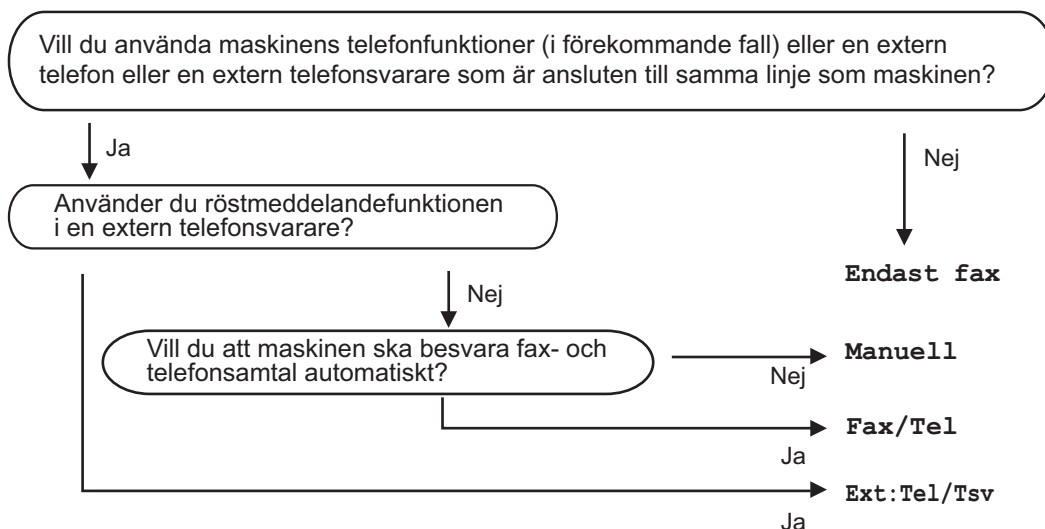 Vill du använda maskinens telefonfunktioner (i förekommande fall) eller en extern
telefon eller en extern telefonsvarare som är ansluten till samma linje som maskinen?
Ja
Nej
Använder du röstmeddelandefunktionen
i en extern telefonsvarare?
Endast fax
Nej
Vill du att maskinen ska besvara fax- och
telefonsamtal automatiskt?
Manuell
Nej
Fax/Tel
Ja
Ext:Tel/Tsv
Ja